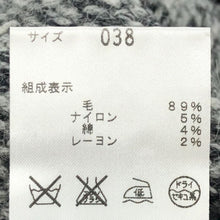 サイズ 038
組成表示
毛 89%
ナイロン 5%
綿 4%
レーヨン 2%
低 ドライ
セキユ系